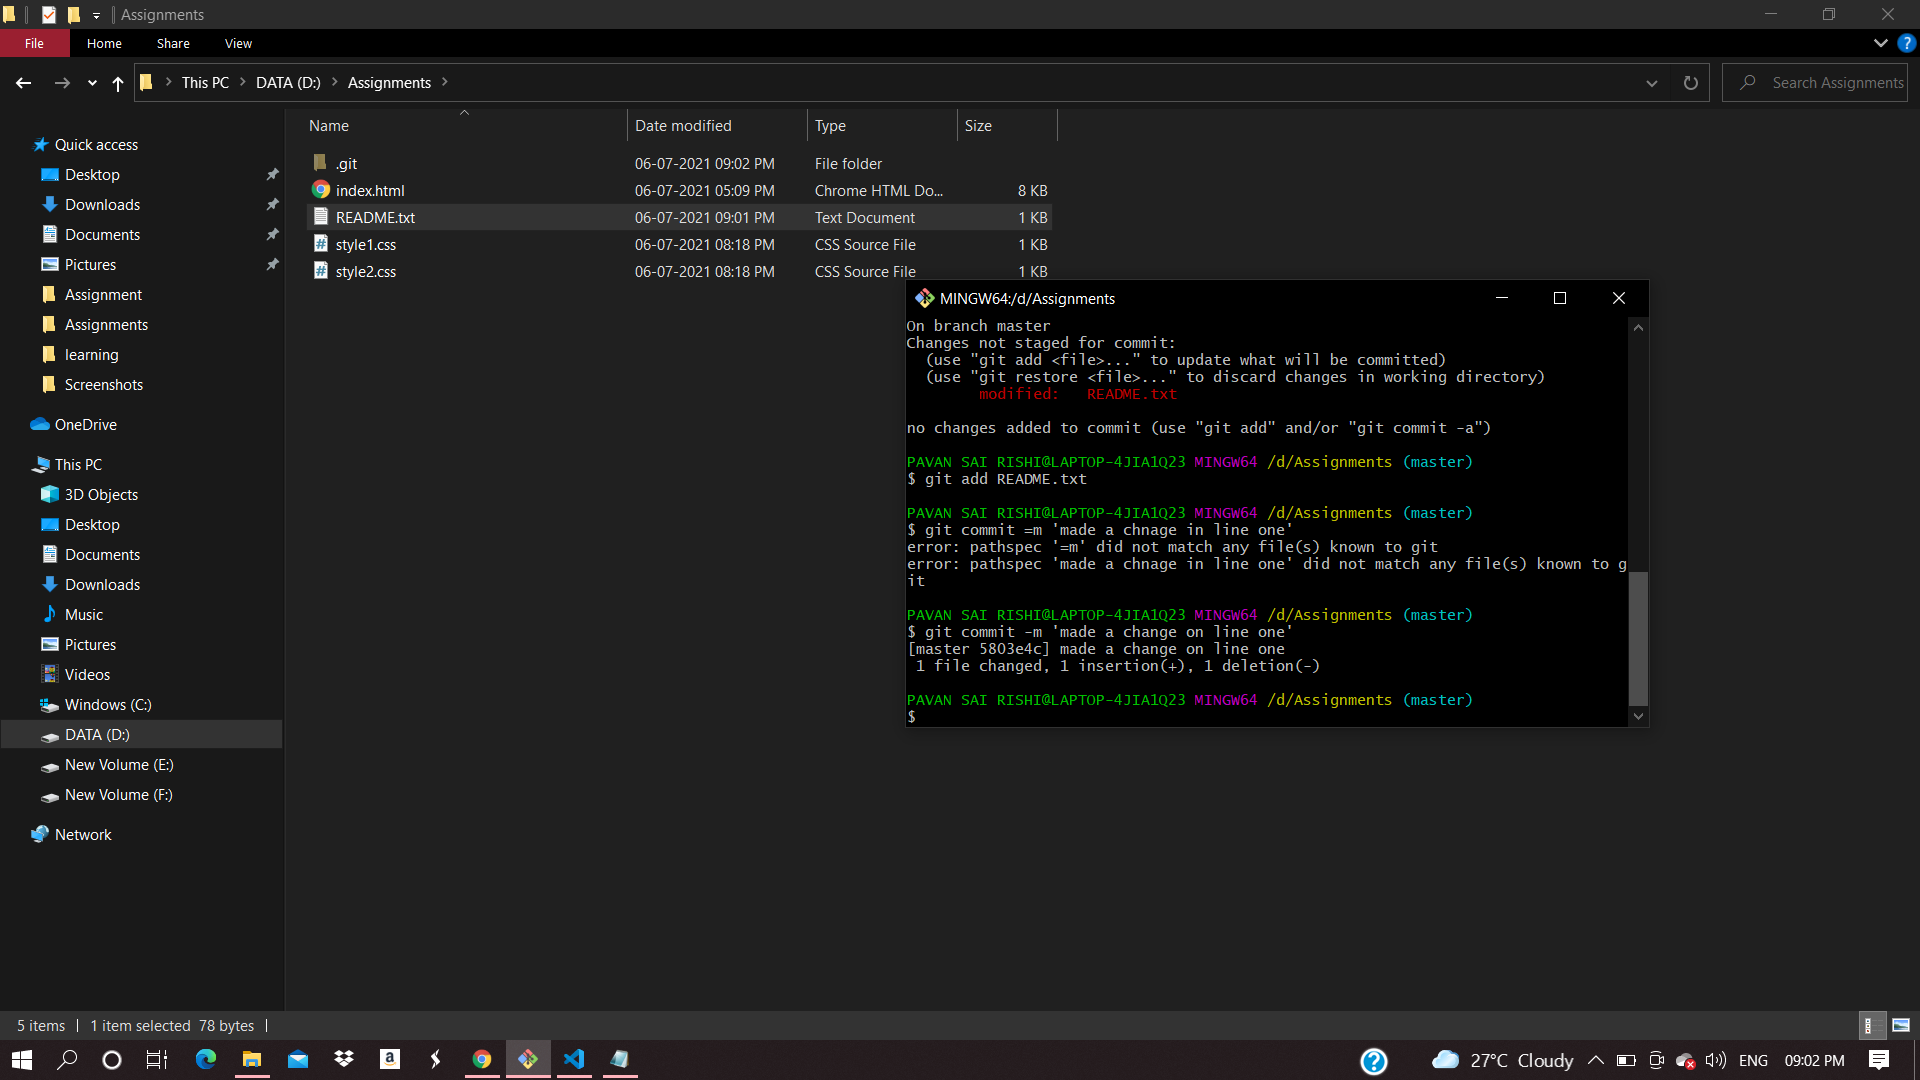 Assignments
File Home Share View
This PC DATA (D:) Assignments
Search Assignments
Name Date modified Type Size
.git 06-07-2021 09:02 PM File folder
index.html 06-07-2021 05:09 PM Chrome HTML Do... 8 KB
README.txt 06-07-2021 09:01 PM Text Document 1 KB
style1.css 06-07-2021 08:18 PM CSS Source File 1 KB
style2.css 06-07-2021 08:18 PM CSS Source File 1 KB
Quick access
Desktop
Downloads
Documents
Pictures
Assignment
Assignments
learning
Screenshots
OneDrive
This PC
3D Objects
Desktop
Documents
Downloads
Music
Pictures
Videos
Windows (C:)
DATA (D:)
New Volume (E:)
New Volume (F:)
Network
MINGW64:/d/Assignments
On branch master
Changes not staged for commit:
(use "git add <file>..." to update what will be committed)
(use "git restore <file>..." to discard changes in working directory)
modified: README.txt
no changes added to commit (use "git add" and/or "git commit -a")
PAVAN SAI RISHI@LAPTOP-4JIA1Q23 MINGW64 /d/Assignments (master)
$ git add README.txt
PAVAN SAI RISHI@LAPTOP-4JIA1Q23 MINGW64 /d/Assignments (master)
$ git commit =m 'made a chnage in line one'
error: pathspec '=m' did not match any file(s) known to git
error: pathspec 'made a chnage in line one' did not match any file(s) known to g
it
PAVAN SAI RISHI@LAPTOP-4JIA1Q23 MINGW64 /d/Assignments (master)
$ git commit -m 'made a change on line one'
[master 5803e4c] made a change on line one
1 file changed, 1 insertion(+), 1 deletion(-)
PAVAN SAI RISHI@LAPTOP-4JIA1Q23 MINGW64 /d/Assignments (master)
$
5 items 1 item selected 78 bytes
27°C Cloudy ENG 09:02 PM